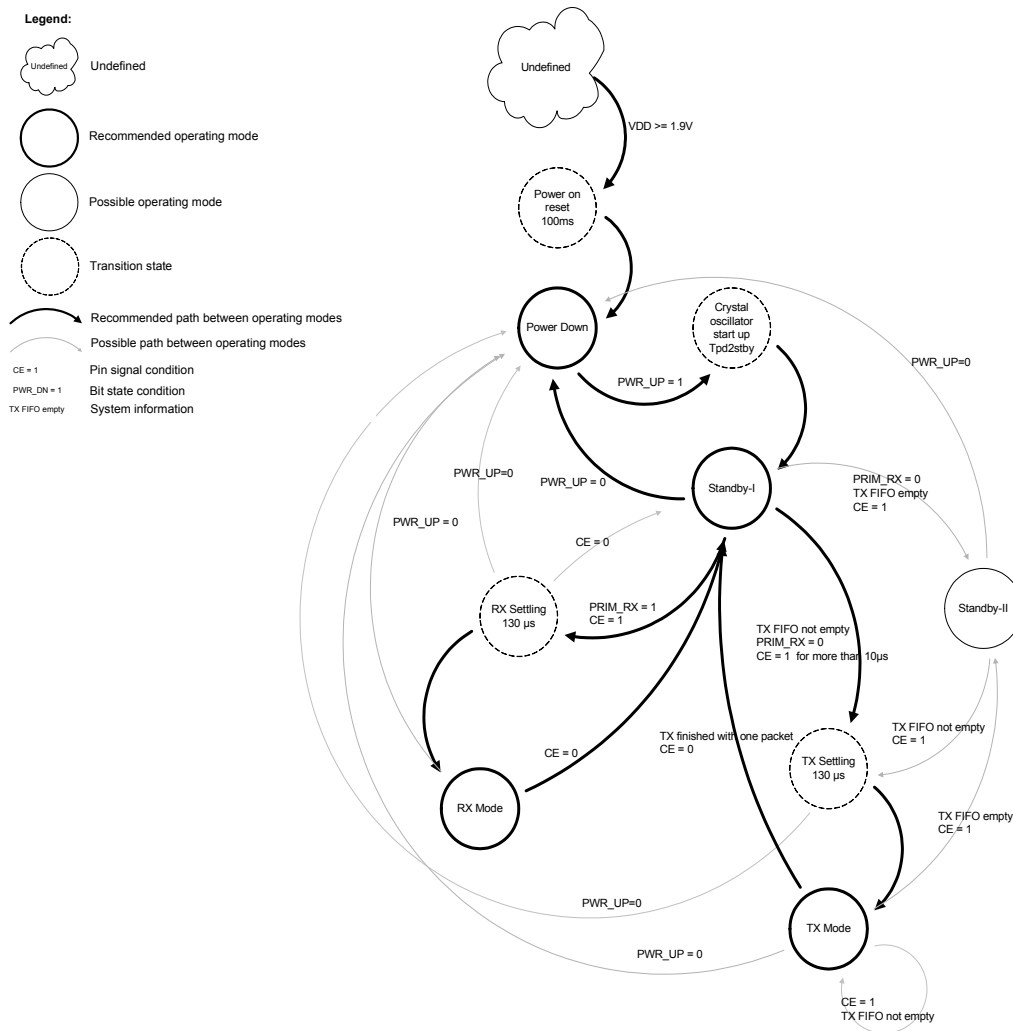 Legend:
Undefined
Undefined
Recommended operating mode
Possible operating mode
Transition state
Recommended path between operating modes
Possible path between operating modes
CE = 1
Pin signal condition
PWR_DN = 1
Bit state condition
TX FIFO empty
System information
Undefined
VDD >= 1.9V
Power on
reset
100ms
Power Down
Crystal
oscillator
start up
Tpd2stby
PWR_UP=0
PWR_UP = 1
PWR_UP=0
PWR_UP = 0
Standby-I
PRIM_RX = 0
TX FIFO empty
CE = 1
PWR_UP = 0
CE = 0
RX Settling
130 µs
PRIM_RX = 1
CE = 1
Standby-II
TX FIFO not empty
PRIM_RX = 0
CE = 1 for more than 10µs
TX FIFO not empty
CE = 1
TX finished with one packet
CE = 0
CE = 0
TX Settling
130 µs
RX Mode
TX FIFO empty
CE = 1
PWR_UP=0
TX Mode
PWR_UP = 0
CE = 1
TX FIFO not empty